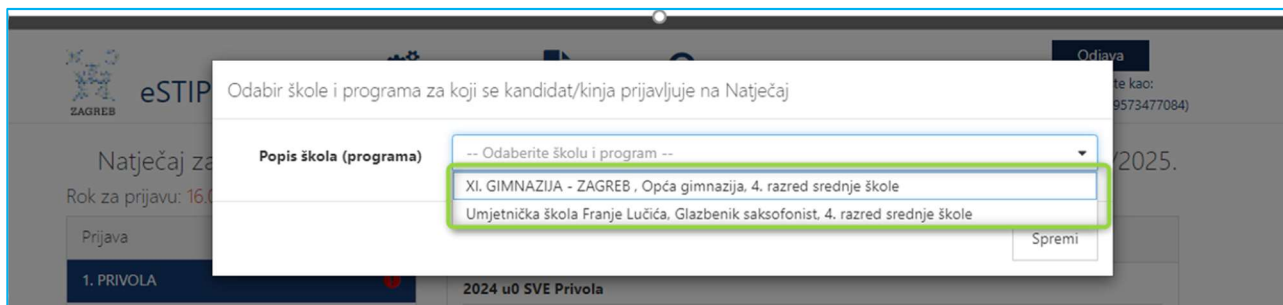 Odjava
eSTIP
ZAGREB
te kao:
9573477084)
Odabir škole i programa za koji se kandidat/kinja prijavljuje na Natječaj
Natječaj za
/2025.
Popis škola (programa)
-- Odaberite školu i program --
XI. GIMNAZIJA - ZAGREB , Opća gimnazija, 4. razred srednje škole
Umjetnička škola Franje Lučića, Glazbenik saksofonist, 4. razred srednje škole
Rok za prijavu: 16.0
Prijava
Spremi
1. PRIVOLA
2024 u0 SVE Privola